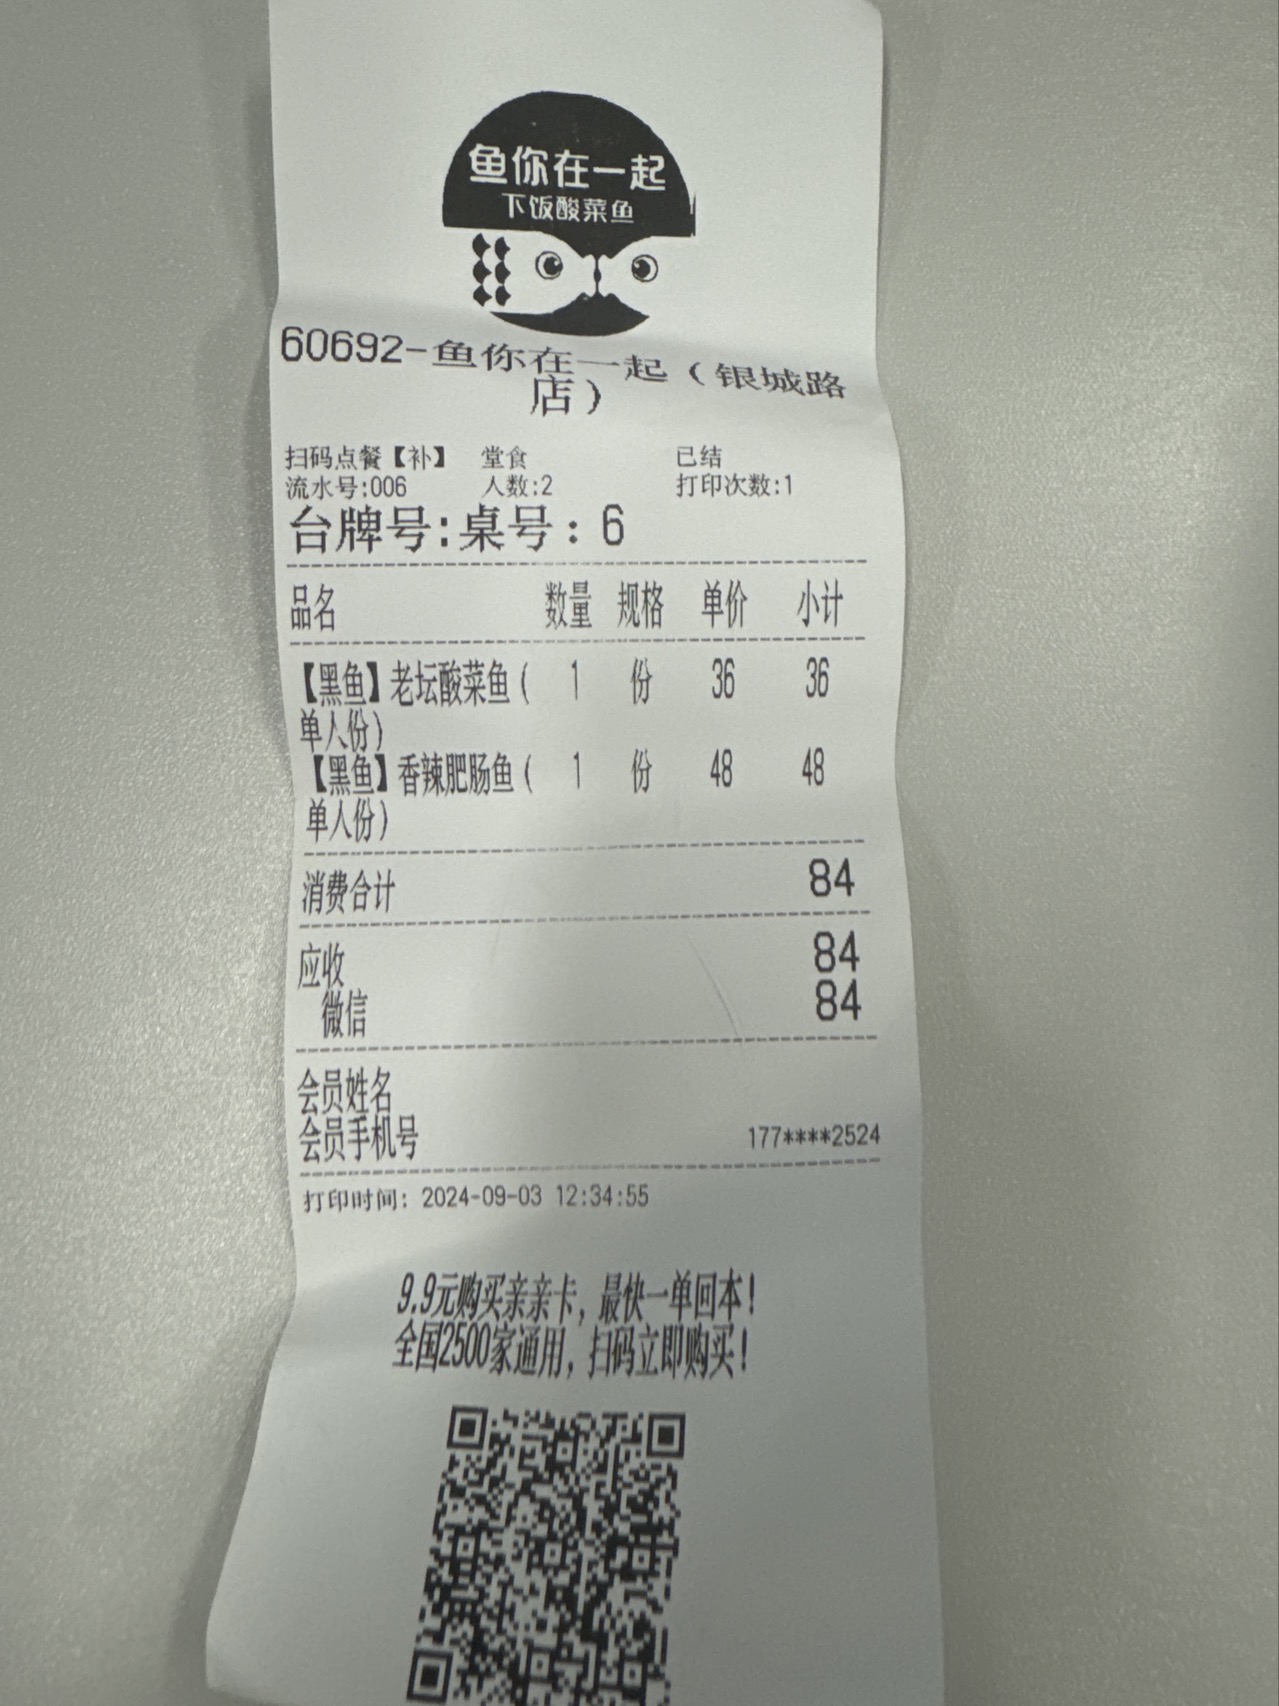 鱼你在一起
下饭酸菜鱼
60692-鱼你在一起（银城路
店）
扫码点餐【补】 堂食 已结
流水号:006 人数:2 打印次数:1
台牌号:桌号：6
品名 数量 规格 单价 小计
【黑鱼】老坛酸菜鱼( 1 份 36 36
单人份)
【黑鱼】香辣肥肠鱼( 1 份 48 48
单人份)
消费合计 84
应收 84
微信 84
会员姓名
会员手机号 177****2524
打印时间: 2024-09-03 12:34:55
9.9元购买亲亲卡, 最快一单回本!
全国2500家通用, 扫码立即购买!